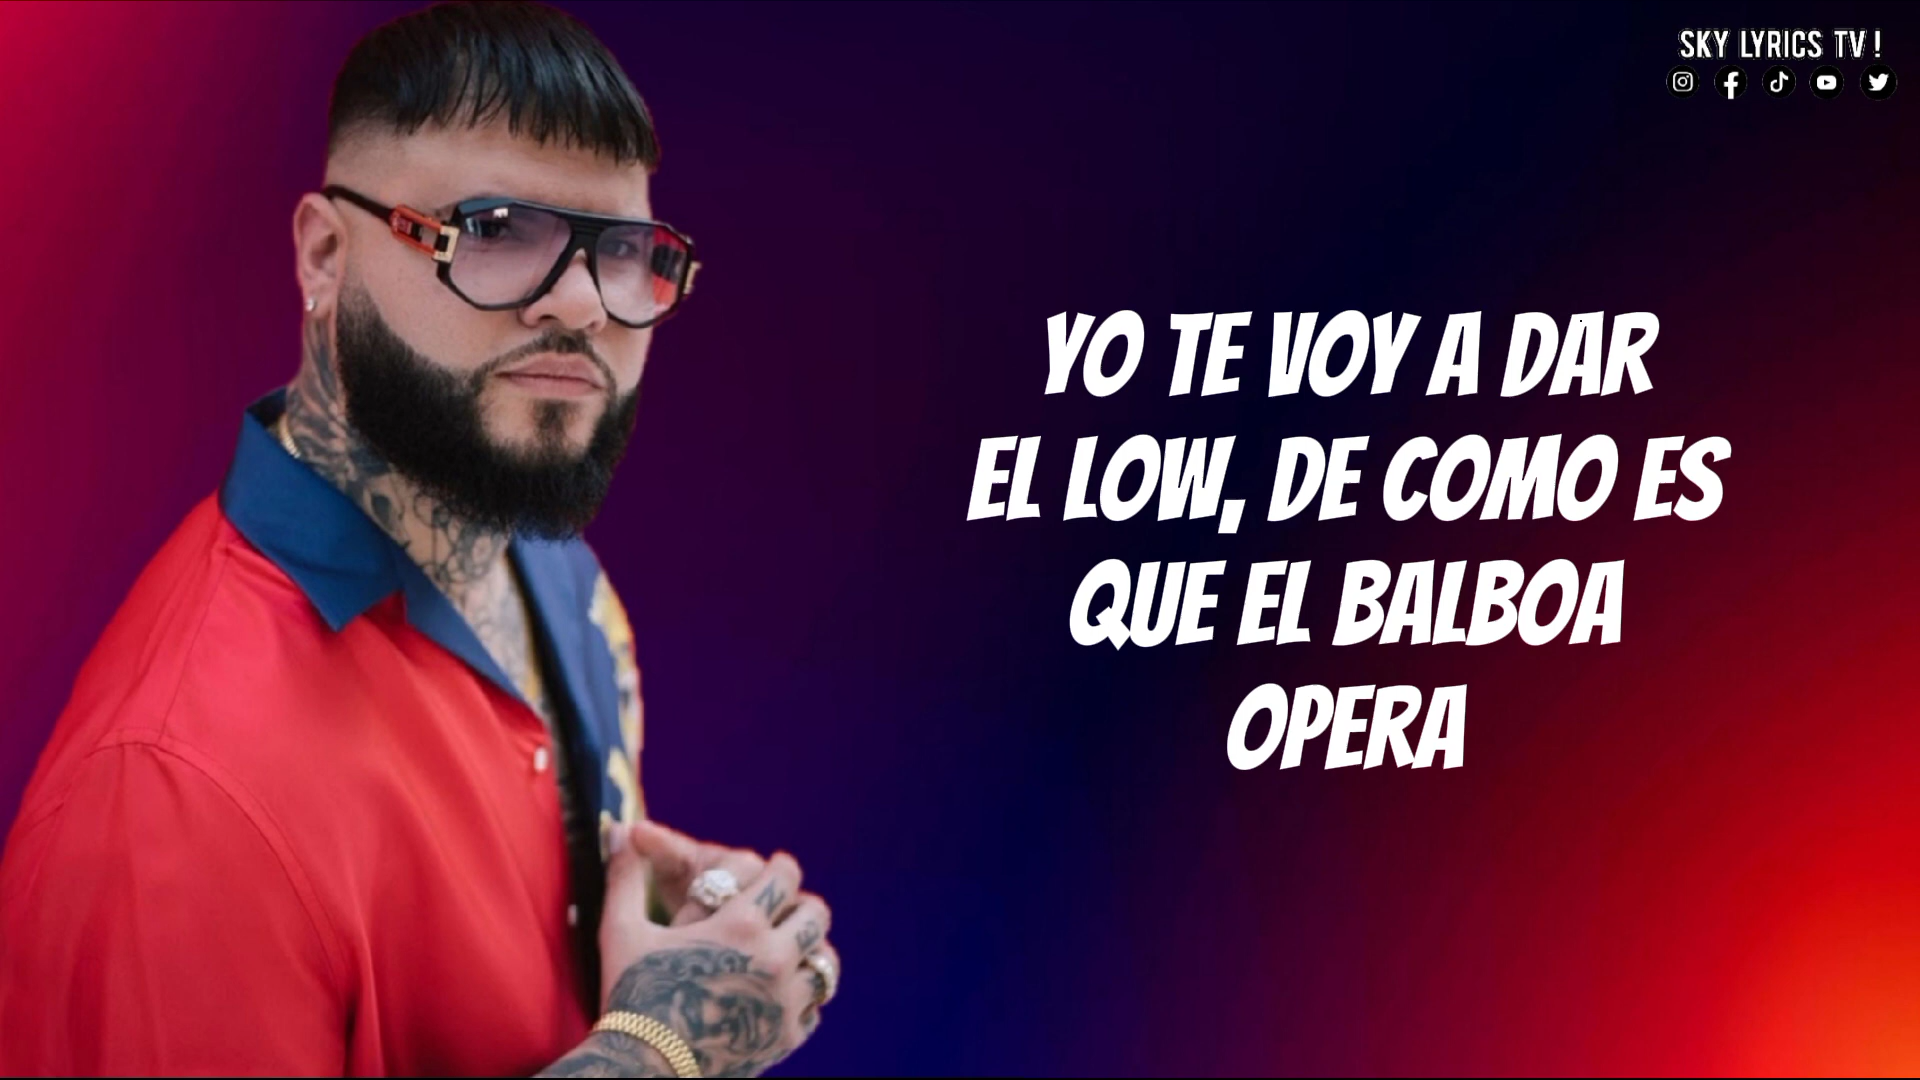 SKY LYRICS TV !
YO TE VOY A DAR
EL LOW, DE COMO ES
QUE EL BALBOA
OPERA